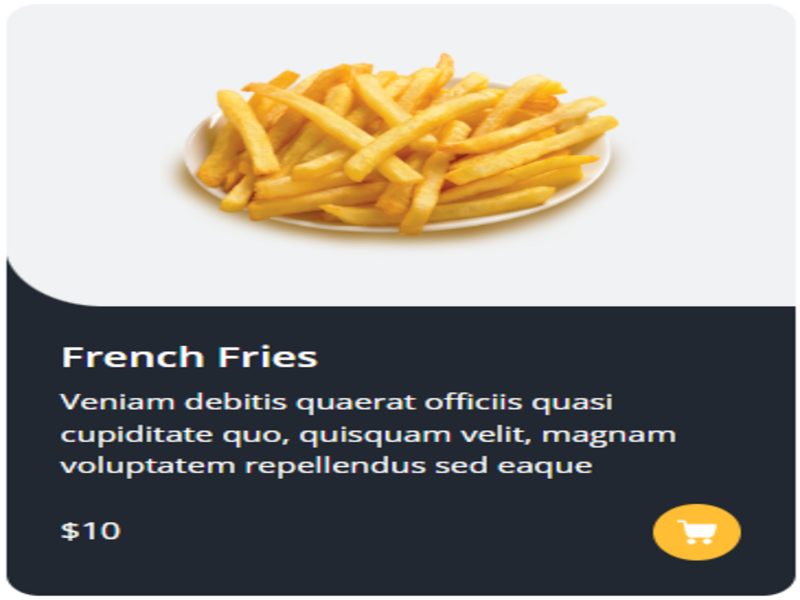 French Fries
Veniam debitis quaerat officiis quasi
cupiditate quo, quisquam velit, magnam
voluptatem repellendus sed eaque
$10